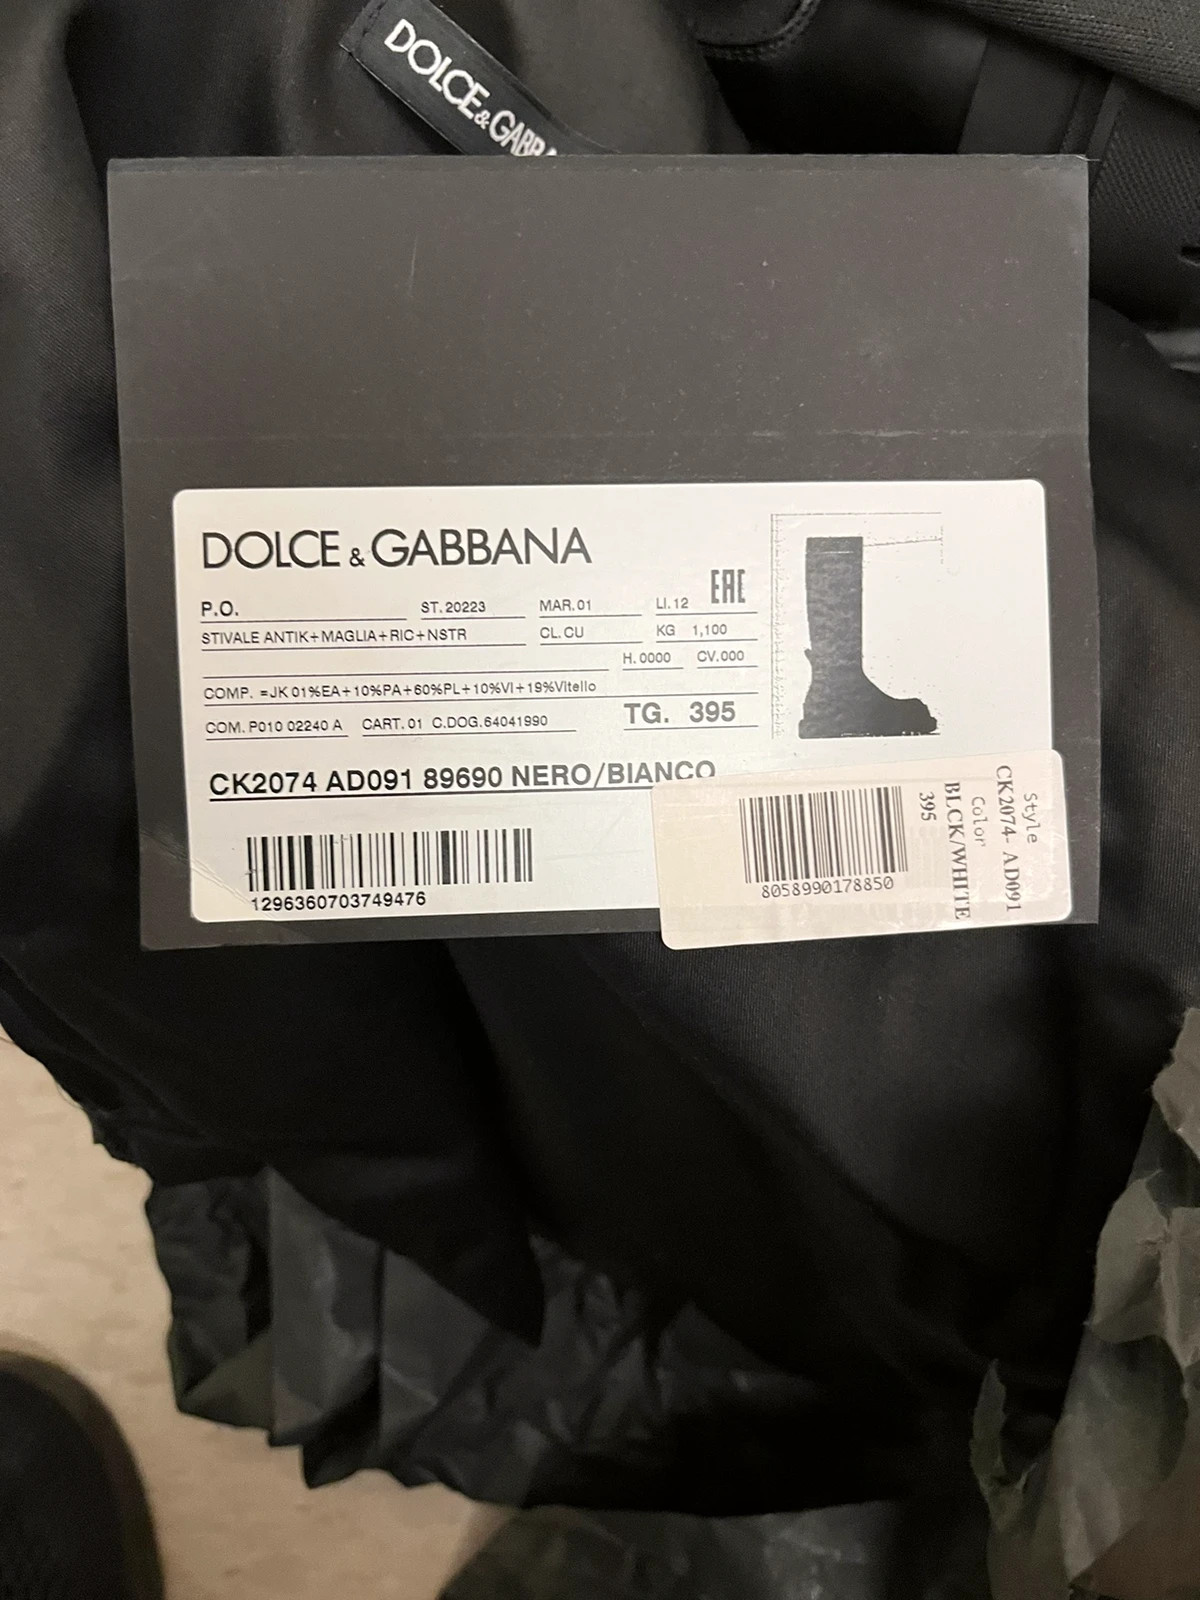 DOLCE & GABBANA
P.O. ST. 20223 MAR. 01 LI. 12 EAC
STIVALE ANTIK+MAGLIA+RIC+NSTR CL. CU KG 1,100
H. 0000 CV. 000
COMP. =JK 01%EA+10%PA+60%PL+10%VI+19%Vitello
COM. P010 02240 A CART. 01 C.DOG. 64041990 TG. 395
CK2074 AD091 89690 NERO/BIANCO
1296360703749476
8058990178850
Style
CK2074- AD091
Color
BLCK/WHITE
395